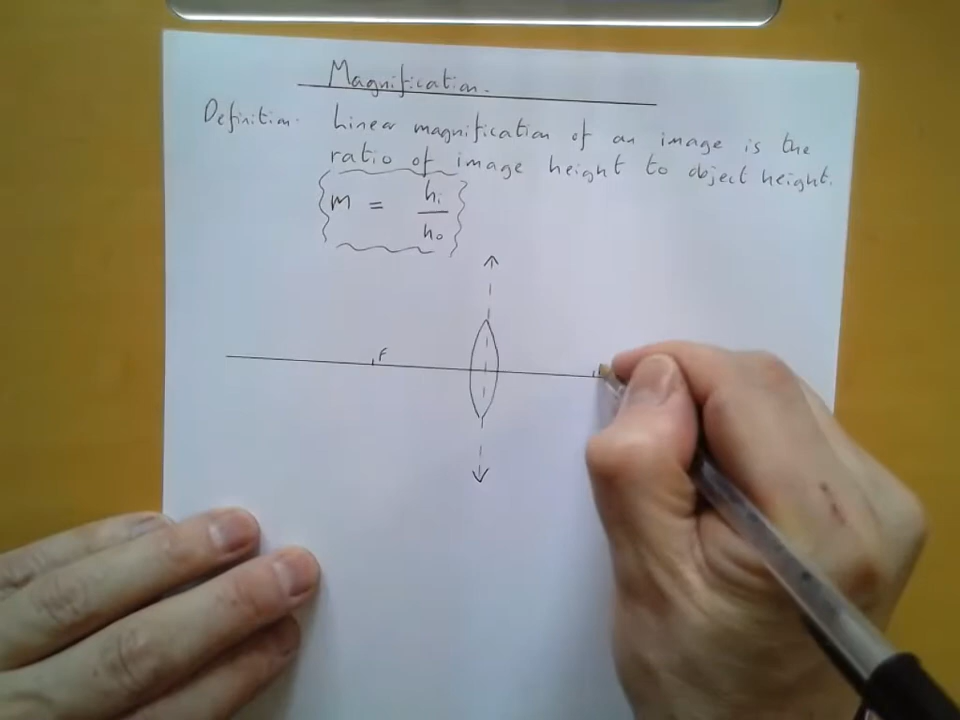 Magnification.
Definition: Linear magnification of an image is the
ratio of image height to object height.
m = hi/ho
F